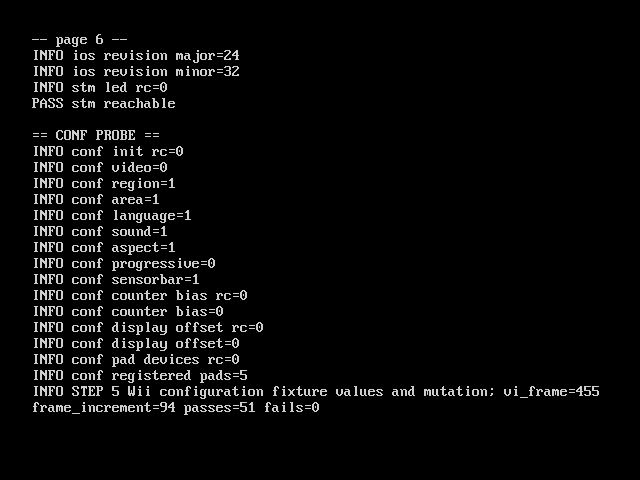 -- page 6 --
INFO ios revision major=24
INFO ios revision minor=32
INFO stm led rc=0
PASS stm reachable
== CONF PROBE ==
INFO conf init rc=0
INFO conf video=0
INFO conf region=1
INFO conf area=1
INFO conf language=1
INFO conf sound=1
INFO conf aspect=1
INFO conf progressive=0
INFO conf sensorbar=1
INFO conf counter bias rc=0
INFO conf counter bias=0
INFO conf display offset rc=0
INFO conf display offset=0
INFO conf pad devices rc=0
INFO conf registered pads=5
INFO STEP 5 Wii configuration fixture values and mutation; vi_frame=455
frame_increment=94 passes=51 fails=0